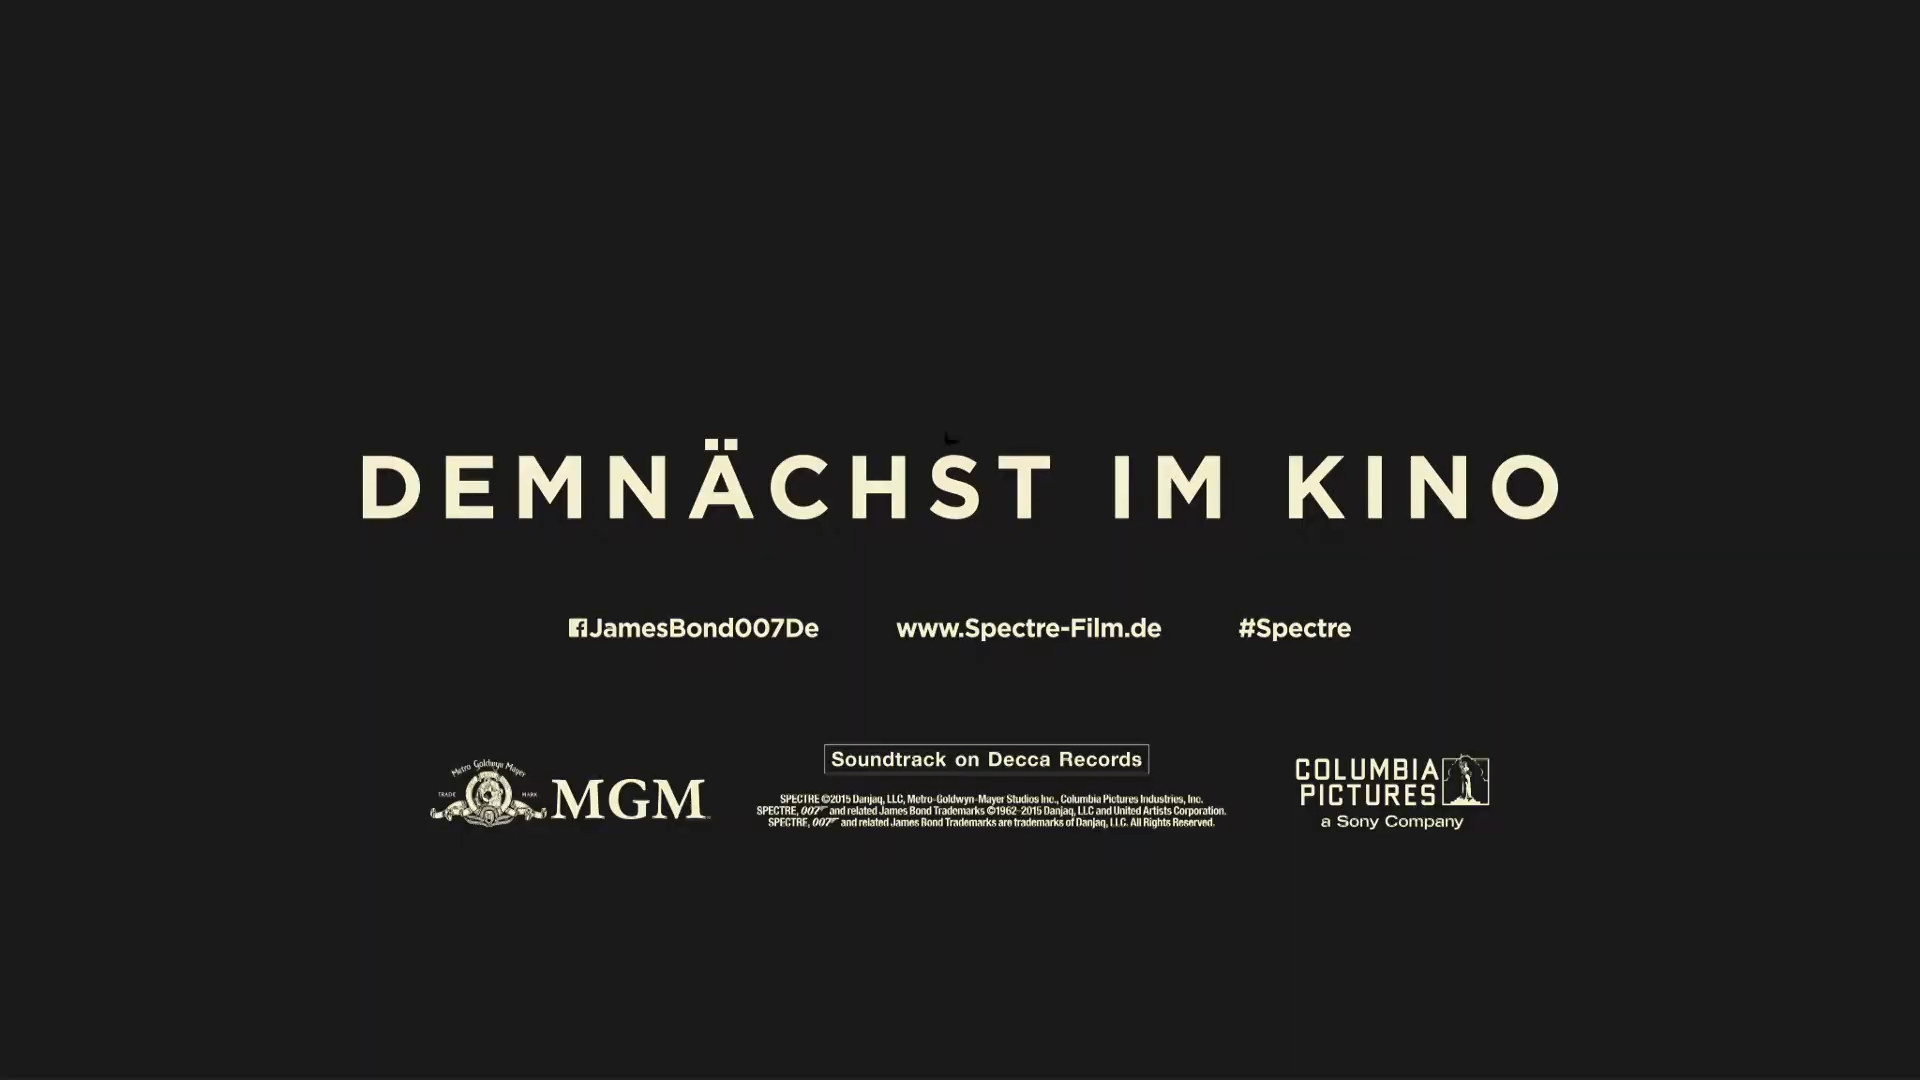 DEMNÄCHST IM KINO
JamesBond007De www.Spectre-Film.de #Spectre
Soundtrack on Decca Records
Metro Goldwyn Mayer
TRADE MARK
MGM
SPECTRE ©2015 Danjaq, LLC, Metro-Goldwyn-Mayer Studios Inc., Columbia Pictures Industries, Inc.
SPECTRE, 007 and related James Bond Trademarks ©1962-2015 Danjaq, LLC and United Artists Corporation.
SPECTRE, 007 and related James Bond Trademarks are trademarks of Danjaq, LLC. All Rights Reserved.
COLUMBIA
PICTURES
a Sony Company